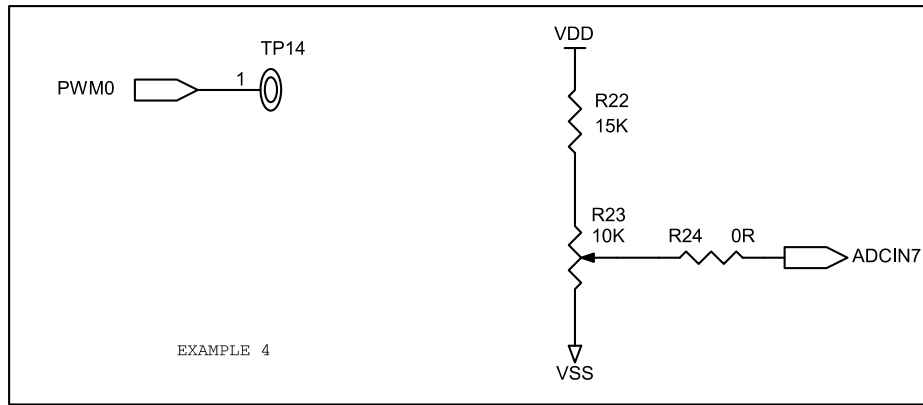 TP14
PWM0
1
VDD
R22
15K
R23
10K
R24
0R
ADCIN7
VSS
EXAMPLE 4